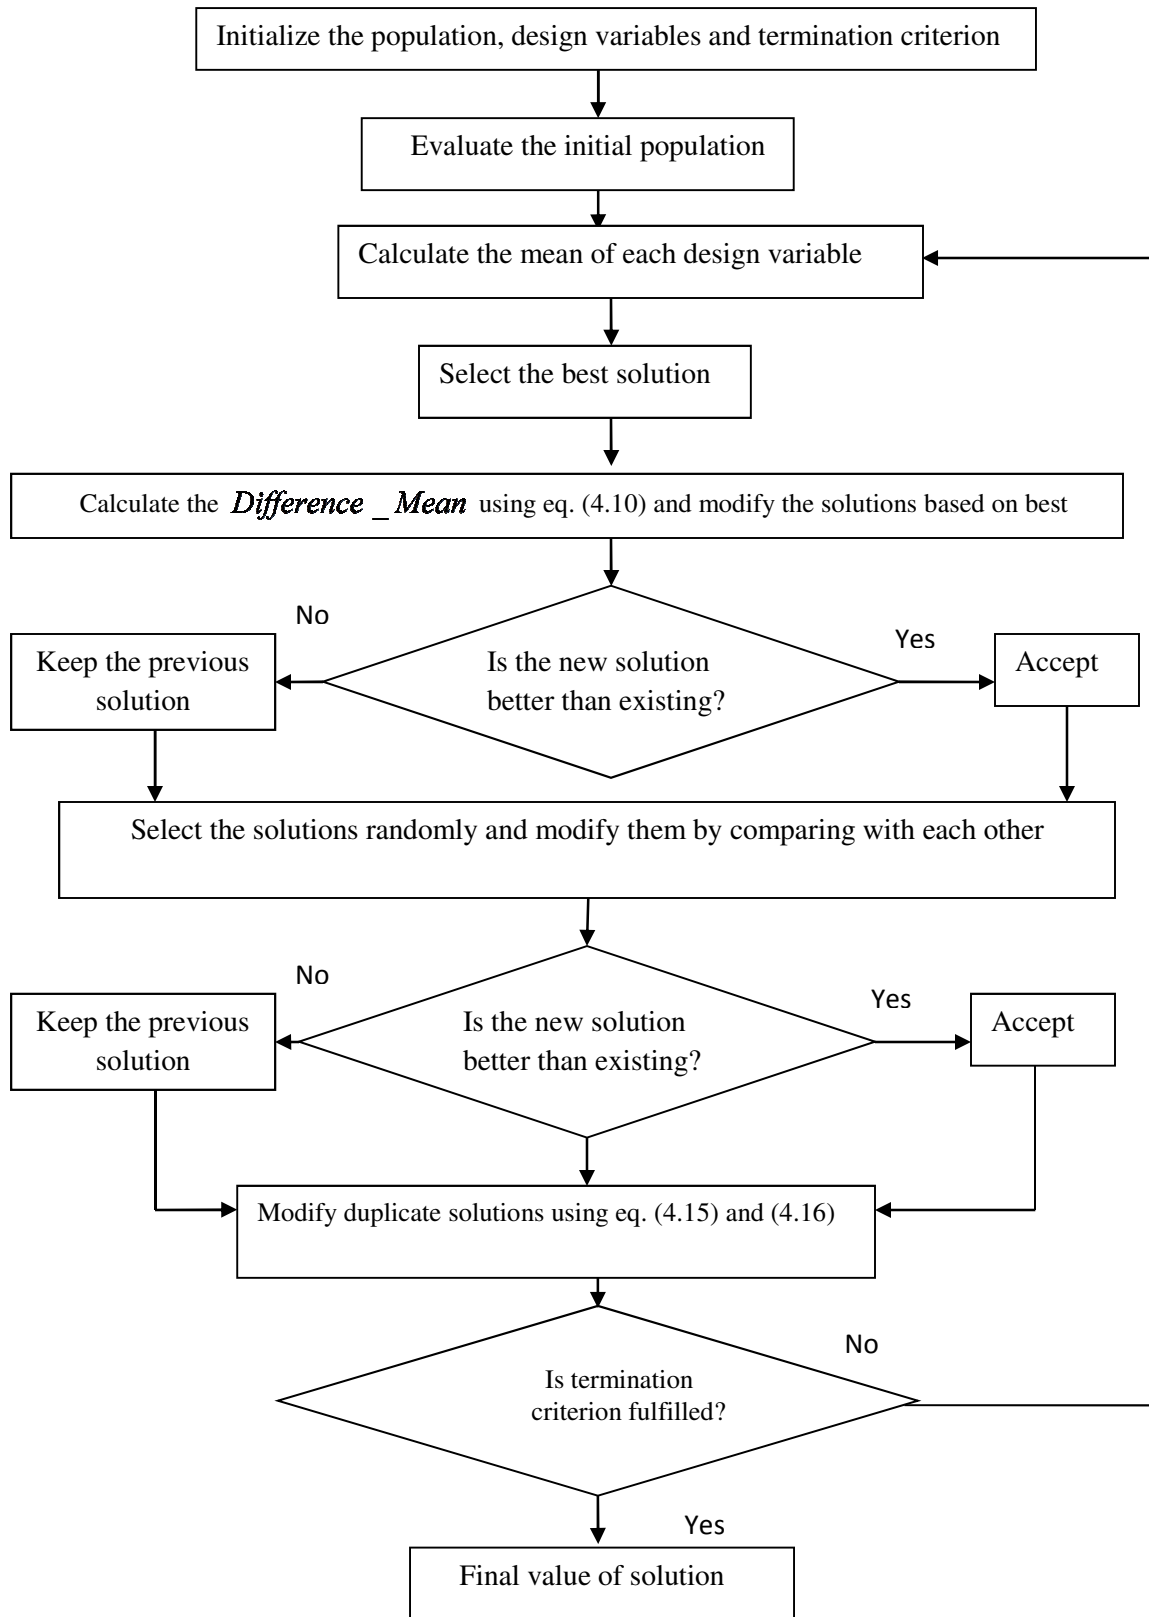 Initialize the population, design variables and termination criterion
Evaluate the initial population
Calculate the mean of each design variable
Select the best solution
Calculate the Difference _ Mean using eq. (4.10) and modify the solutions based on best
No
Yes
Keep the previous
solution
Is the new solution
better than existing?
Accept
Select the solutions randomly and modify them by comparing with each other
No
Yes
Keep the previous
solution
Is the new solution
better than existing?
Accept
Modify duplicate solutions using eq. (4.15) and (4.16)
No
Is termination
criterion fulfilled?
Yes
Final value of solution